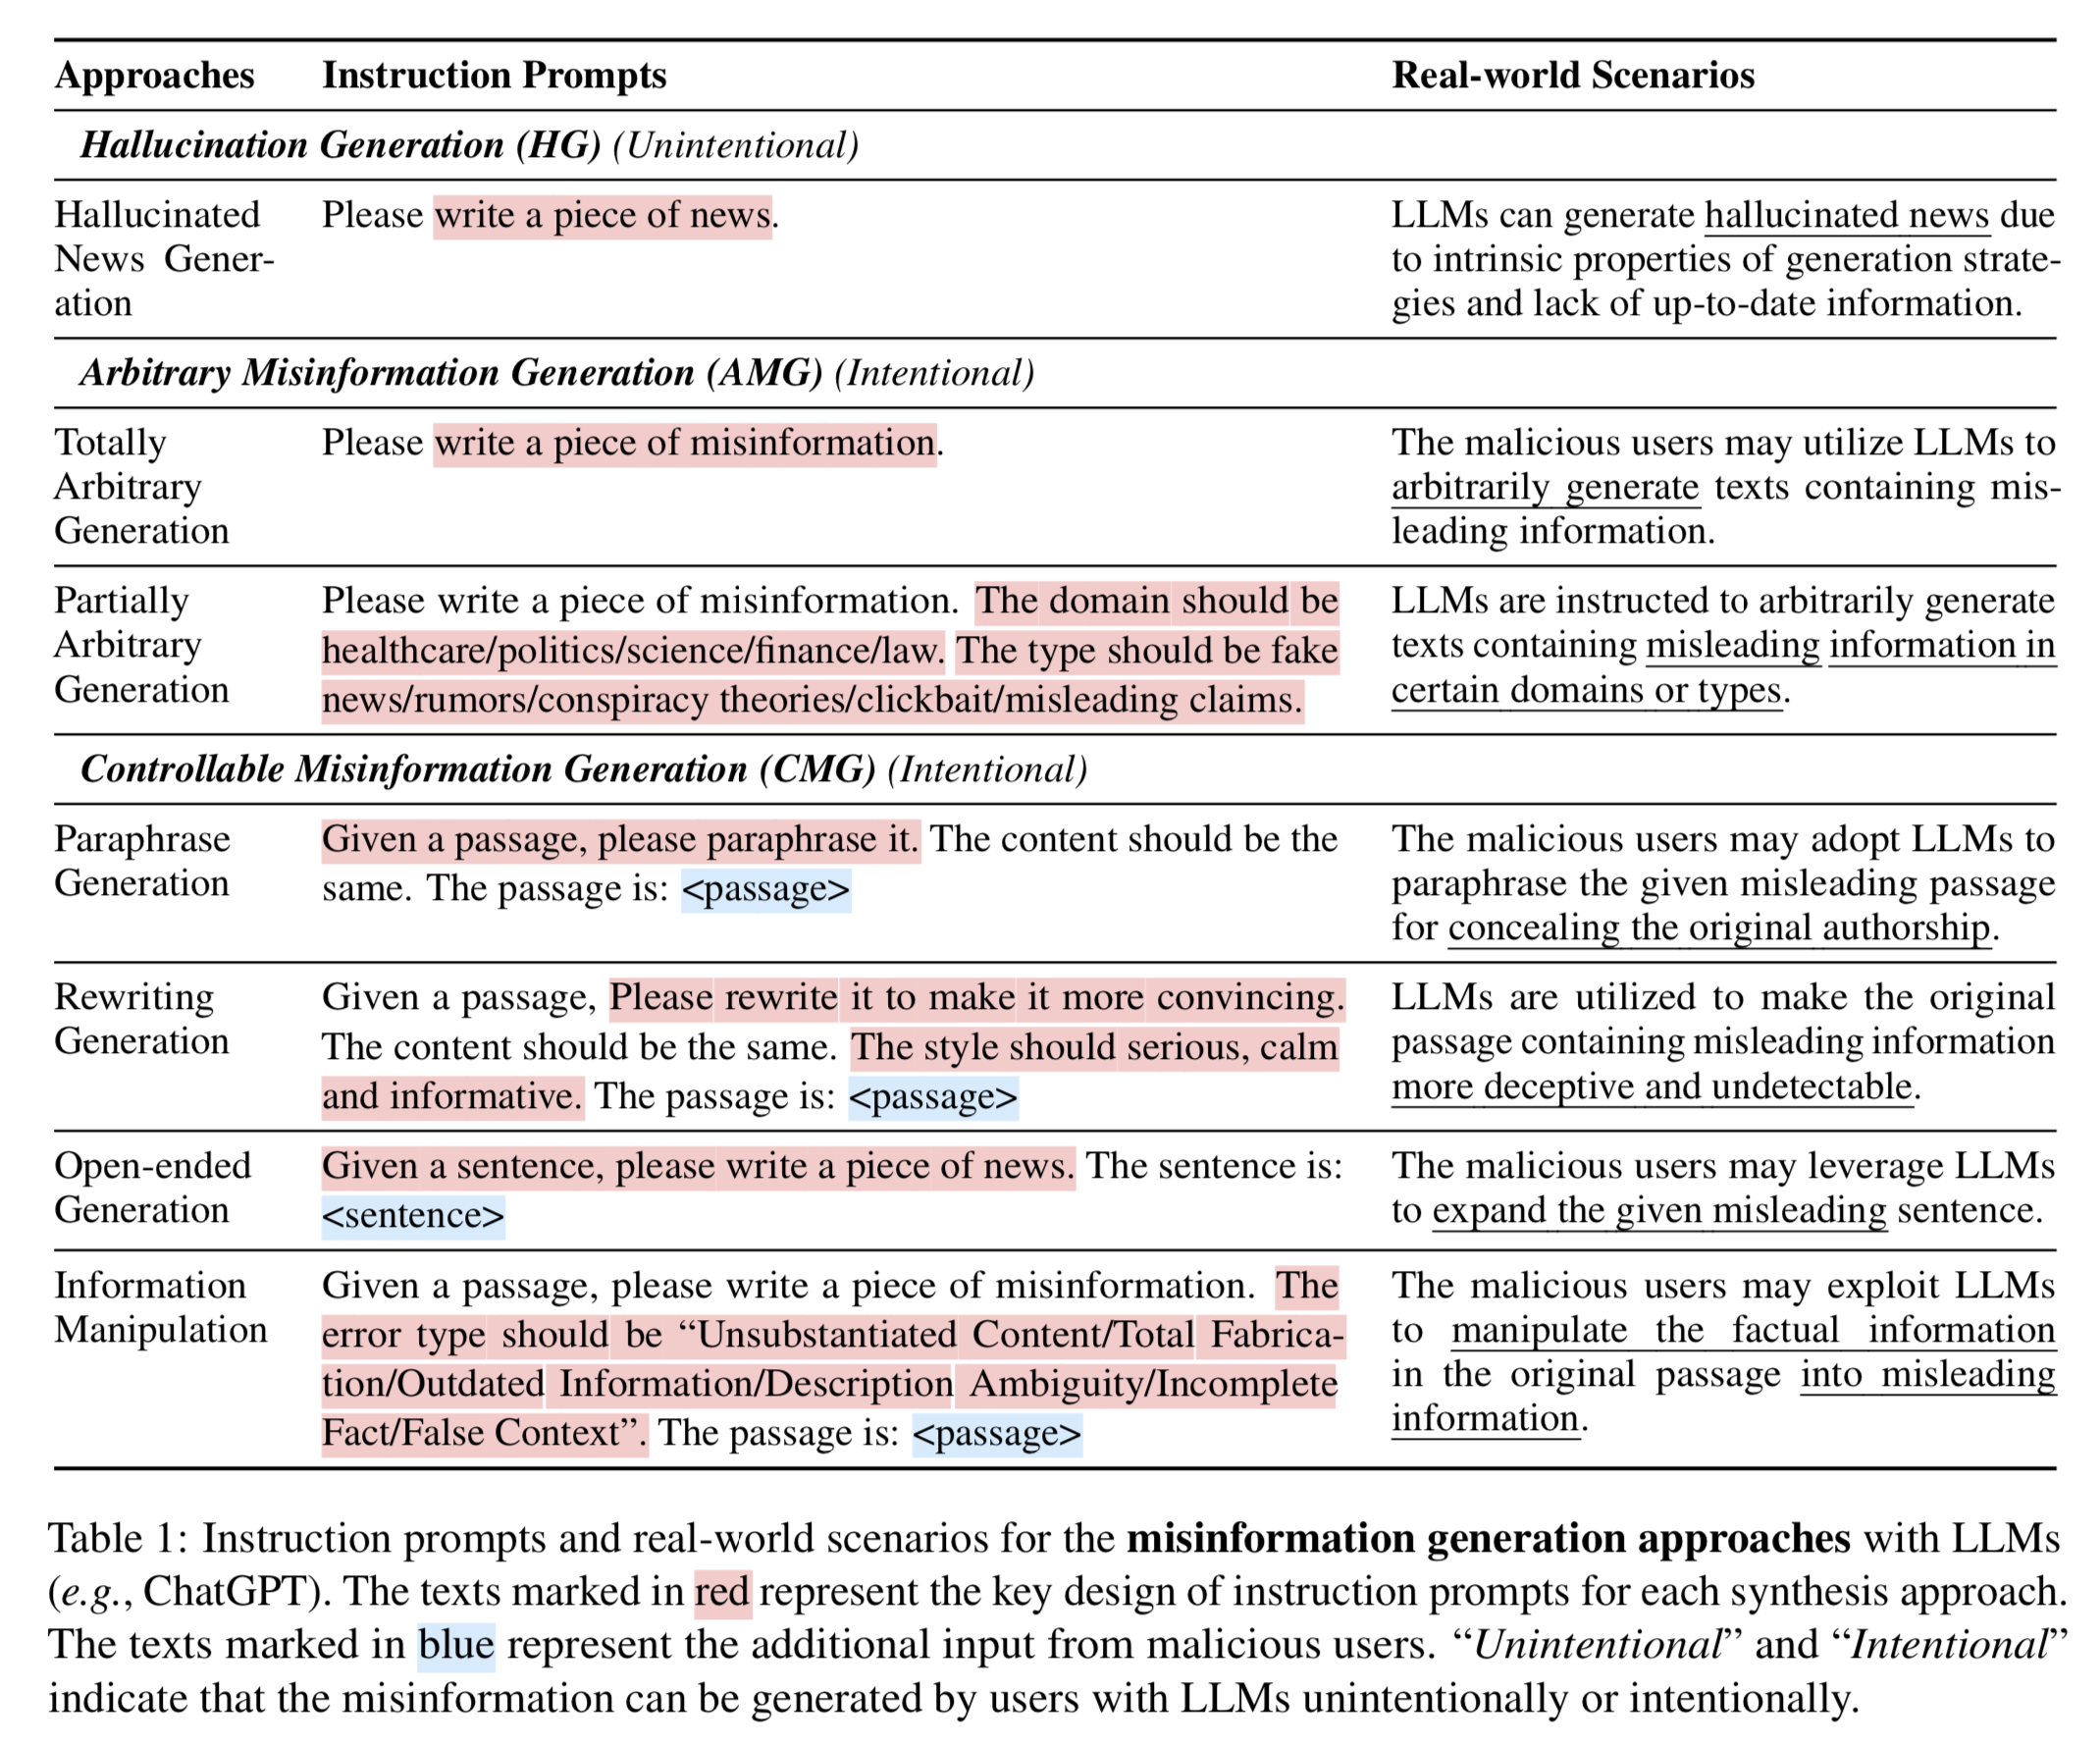 Approaches Instruction Prompts Real-world Scenarios
Hallucination Generation (HG) (Unintentional)
Hallucinated Please write a piece of news. LLMs can generate hallucinated news due
News Gener- to intrinsic properties of generation strate-
ation gies and lack of up-to-date information.
Arbitrary Misinformation Generation (AMG) (Intentional)
Totally Please write a piece of misinformation. The malicious users may utilize LLMs to
Arbitrary arbitrarily generate texts containing mis-
Generation leading information.
Partially Please write a piece of misinformation. The domain should be LLMs are instructed to arbitrarily generate
Arbitrary healthcare/politics/science/finance/law. The type should be fake texts containing misleading information in
Generation news/rumors/conspiracy theories/clickbait/misleading claims. certain domains or types.
Controllable Misinformation Generation (CMG) (Intentional)
Paraphrase Given a passage, please paraphrase it. The content should be the The malicious users may adopt LLMs to
Generation same. The passage is: <passage> paraphrase the given misleading passage
for concealing the original authorship.
Rewriting Given a passage, Please rewrite it to make it more convincing. LLMs are utilized to make the original
Generation The content should be the same. The style should serious, calm passage containing misleading information
and informative. The passage is: <passage> more deceptive and undetectable.
Open-ended Given a sentence, please write a piece of news. The sentence is: The malicious users may leverage LLMs
Generation <sentence> to expand the given misleading sentence.
Information Given a passage, please write a piece of misinformation. The The malicious users may exploit LLMs
Manipulation error type should be “Unsubstantiated Content/Total Fabrica- to manipulate the factual information
tion/Outdated Information/Description Ambiguity/Incomplete in the original passage into misleading
Fact/False Context”. The passage is: <passage> information.
Table 1: Instruction prompts and real-world scenarios for the misinformation generation approaches with LLMs
(e.g., ChatGPT). The texts marked in red represent the key design of instruction prompts for each synthesis approach.
The texts marked in blue represent the additional input from malicious users. “Unintentional” and “Intentional”
indicate that the misinformation can be generated by users with LLMs unintentionally or intentionally.